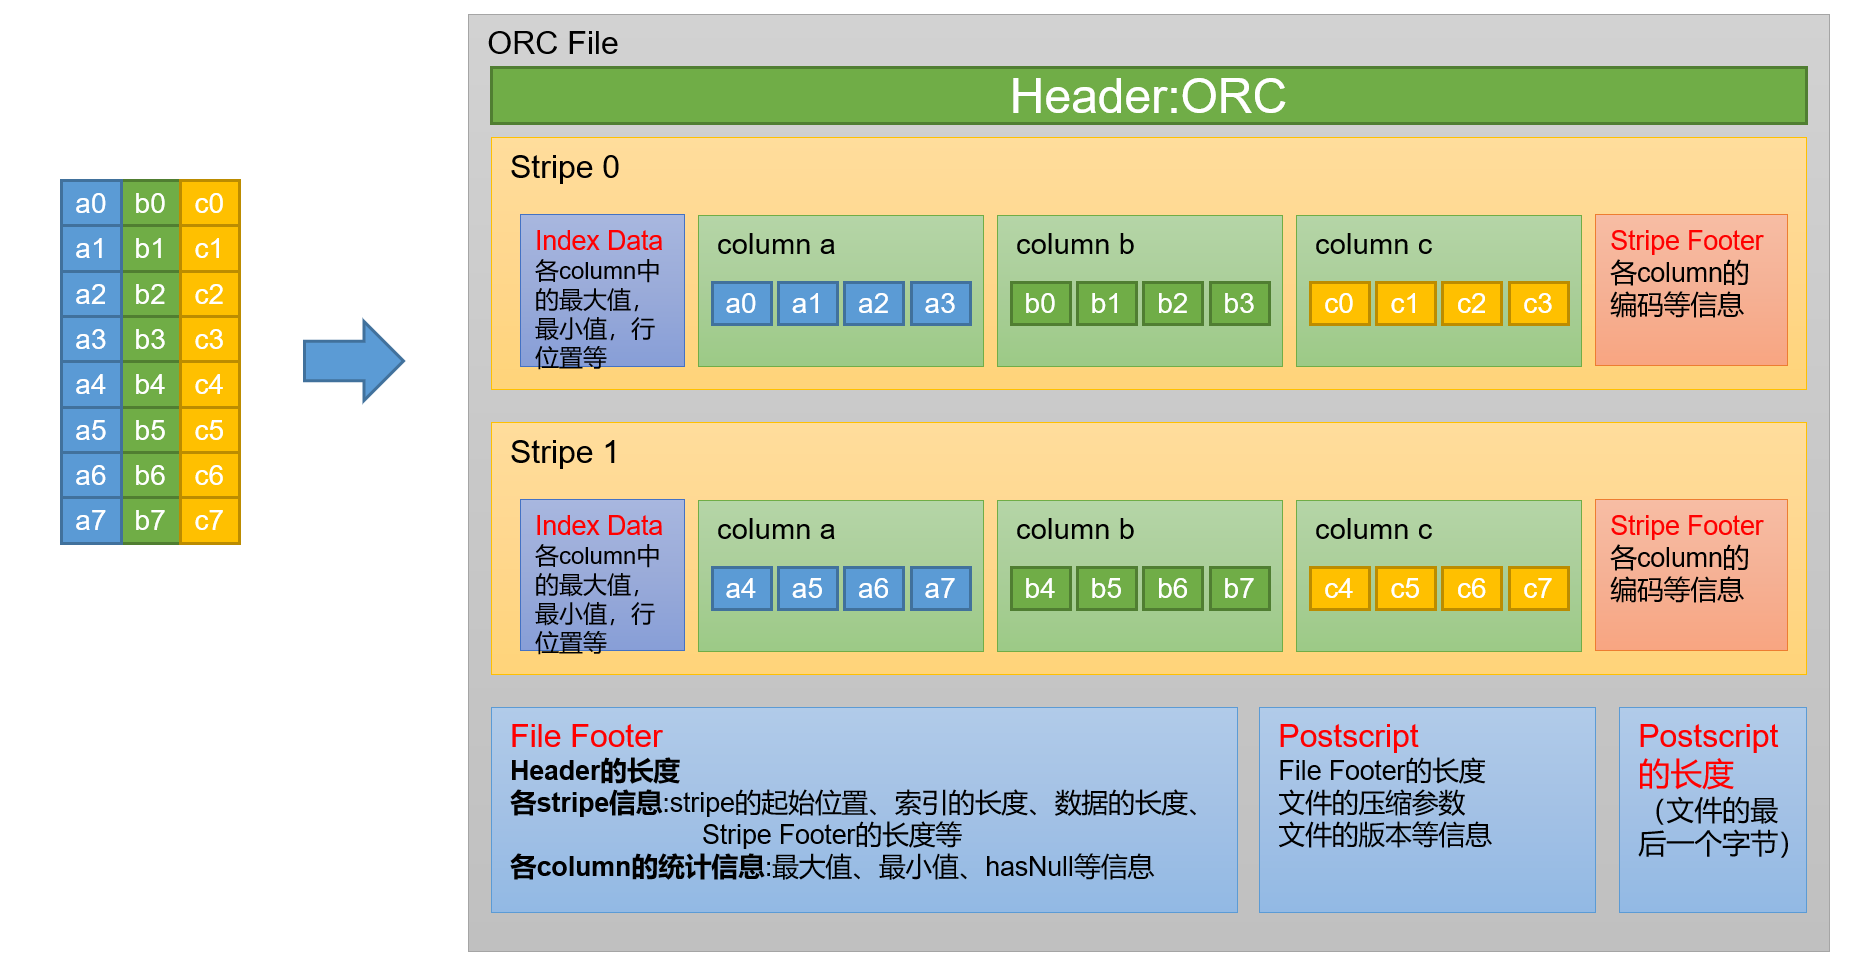 a0 b0 c0
a1 b1 c1
a2 b2 c2
a3 b3 c3
a4 b4 c4
a5 b5 c5
a6 b6 c6
a7 b7 c7
ORC File
Header:ORC
Stripe 0
Index Data
各column中
的最大值，
最小值，行
位置等
column a
a0 a1 a2 a3
column b
b0 b1 b2 b3
column c
c0 c1 c2 c3
Stripe Footer
各column的
编码等信息
Stripe 1
Index Data
各column中
的最大值，
最小值，行
位置等
column a
a4 a5 a6 a7
column b
b4 b5 b6 b7
column c
c4 c5 c6 c7
Stripe Footer
各column的
编码等信息
File Footer
Header的长度
各stripe信息:stripe的起始位置、索引的长度、数据的长度、
Stripe Footer的长度等
各column的统计信息:最大值、最小值、hasNull等信息
Postscript
File Footer的长度
文件的压缩参数
文件的版本等信息
Postscript
的长度
（文件的最
后一个字节）